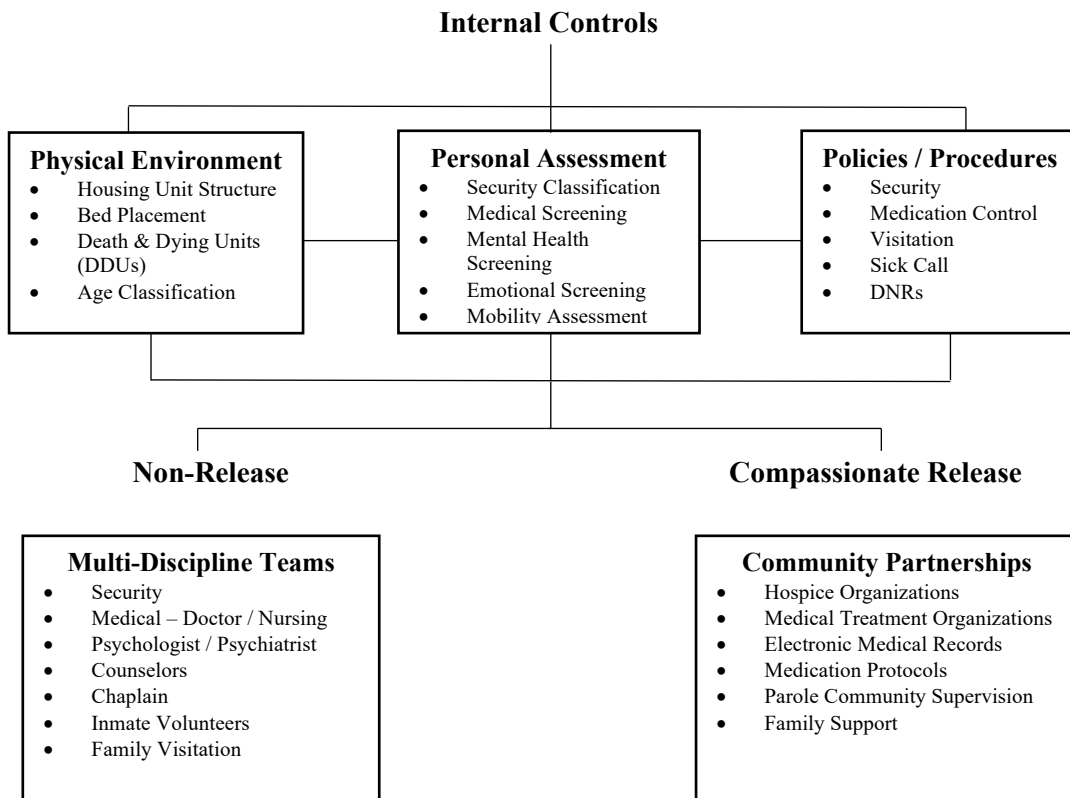 Internal Controls
Physical Environment
• Housing Unit Structure
• Bed Placement
• Death & Dying Units
(DDUs)
• Age Classification
Personal Assessment
• Security Classification
• Medical Screening
• Mental Health
Screening
• Emotional Screening
• Mobility Assessment
Policies / Procedures
• Security
• Medication Control
• Visitation
• Sick Call
• DNRs
Non-Release
Compassionate Release
Multi-Discipline Teams
• Security
• Medical – Doctor / Nursing
• Psychologist / Psychiatrist
• Counselors
• Chaplain
• Inmate Volunteers
• Family Visitation
Community Partnerships
• Hospice Organizations
• Medical Treatment Organizations
• Electronic Medical Records
• Medication Protocols
• Parole Community Supervision
• Family Support